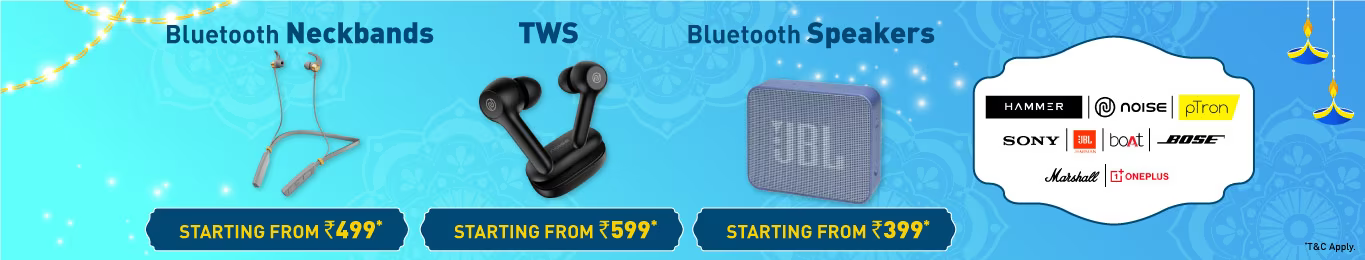 Bluetooth Neckbands
TWS
Bluetooth Speakers
JBL
HAMMER
noise
pTron
SONY
JBL
boAt
BOSE
Marshall
1+ ONEPLUS
STARTING FROM ₹499*
STARTING FROM ₹599*
STARTING FROM ₹399*
*T&C Apply.